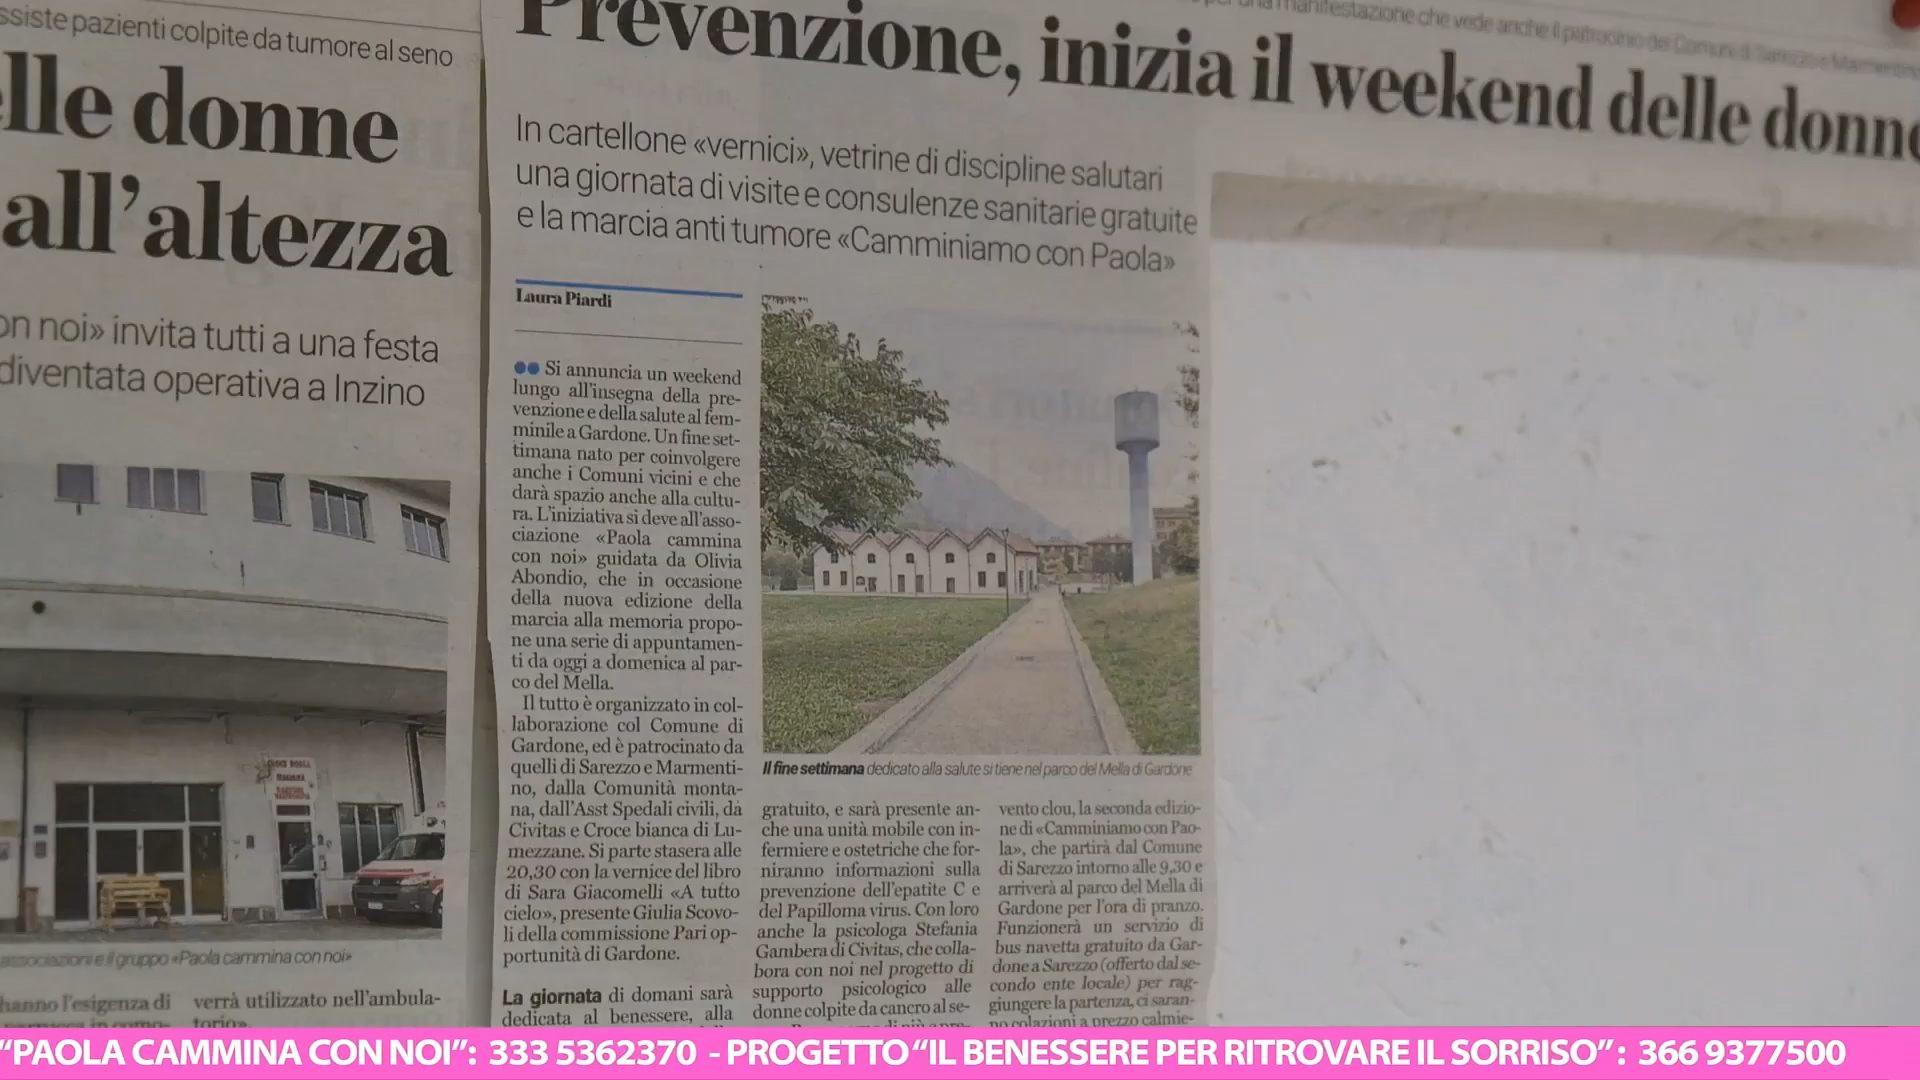 ssiste pazienti colpite da tumore al seno
lle donne
all'altezza
on noi» invita tutti a una festa
diventata operativa a Inzino
associazioni e il gruppo «Paola cammina con noi»
hanno l'esigenza di
verrà utilizzato nell'ambula-
torio».
manifestazione che vede anche il patrocinio dei Comuni di Sarezzo e Marmentino
Prevenzione, inizia il weekend delle donne
In cartellone «vernici», vetrine di discipline salutari
una giornata di visite e consulenze sanitarie gratuite
e la marcia anti tumore «Camminiamo con Paola»
Laura Piardi
Si annuncia un weekend
lungo all'insegna della pre-
venzione e della salute al fem-
minile a Gardone. Un fine set-
timana nato per coinvolgere
anche i Comuni vicini e che
darà spazio anche alla cultu-
ra. L'iniziativa si deve all'asso-
ciazione «Paola cammina
con noi» guidata da Olivia
Abondio, che in occasione
della nuova edizione della
marcia alla memoria propo-
ne una serie di appuntamen-
ti da oggi a domenica al par-
co del Mella.
Il tutto è organizzato in col-
laborazione col Comune di
Gardone, ed è patrocinato da
quelli di Sarezzo e Marmenti-
no, dalla Comunità monta-
na, dall'Asst Spedali civili, da
Civitas e Croce bianca di Lu-
mezzane. Si parte stasera alle
20,30 con la vernice del libro
di Sara Giacomelli «A tutto
cielo», presente Giulia Scovo-
li della commissione Pari op-
portunità di Gardone.
La giornata di domani sarà
dedicata al benessere, alla
Il fine settimana dedicato alla salute si tiene nel parco del Mella di Gardone
gratuito, e sarà presente an-
che una unità mobile con in-
fermiere e ostetriche che for-
niranno informazioni sulla
prevenzione dell'epatite C e
del Papilloma virus. Con loro
anche la psicologa Stefania
Gambera di Civitas, che colla-
bora con noi nel progetto di
supporto psicologico alle
donne colpite da cancro al se-
vento clou, la seconda edizio-
ne di «Camminiamo con Pao-
la», che partirà dal Comune
di Sarezzo intorno alle 9,30 e
arriverà al parco del Mella di
Gardone per l'ora di pranzo.
Funzionerà un servizio di
bus navetta gratuito da Gar-
done a Sarezzo (offerto dal se-
condo ente locale) per rag-
giungere la partenza, ci saran-
no colazioni a prezzo calmie-
“PAOLA CAMMINA CON NOI”: 333 5362370 - PROGETTO “IL BENESSERE PER RITROVARE IL SORRISO”: 366 9377500